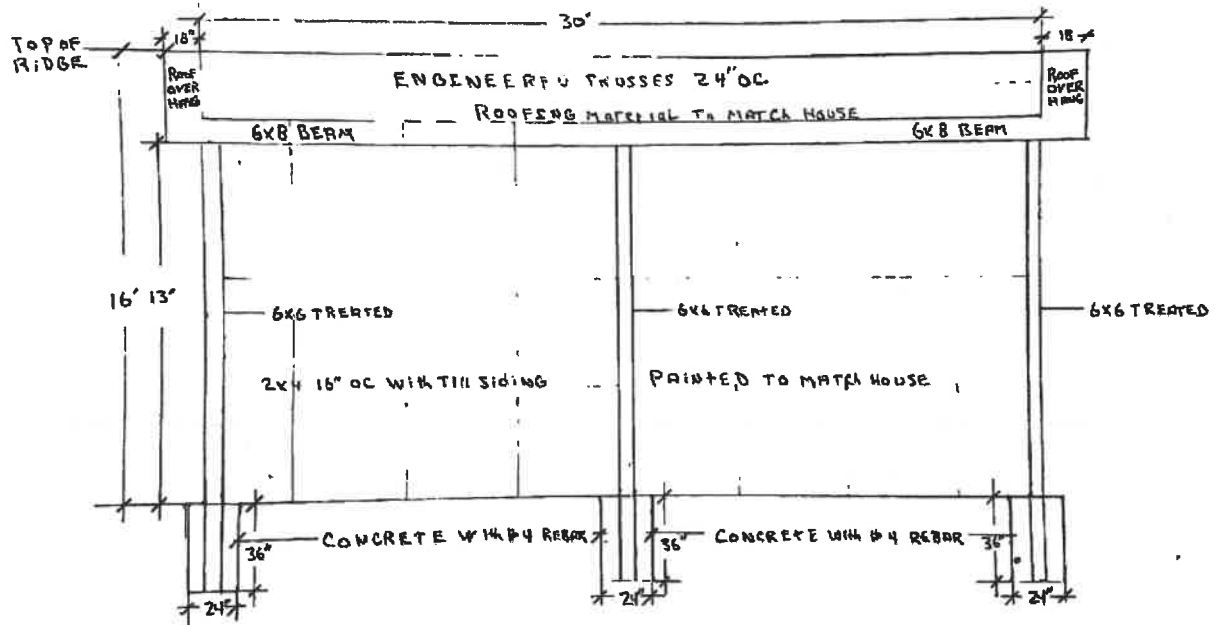 30"
TOP OF
RIDGE
18"
18"
ROOF
OVER
HANG
ENGINEERED TRUSSES 24" OC
ROOF
OVER
HANG
ROOFING MATERIAL TO MATCH HOUSE
6X8 BEAM
6X8 BEAM
16' 13"
6X6 TREATED
6X6 TREATED
6X6 TREATED
2X4 16" OC WITH T111 SIDING
PAINTED TO MATCH HOUSE
CONCRETE WITH #4 REBAR
CONCRETE WITH #4 REBAR
36"
36"
36"
24"
24"
24"